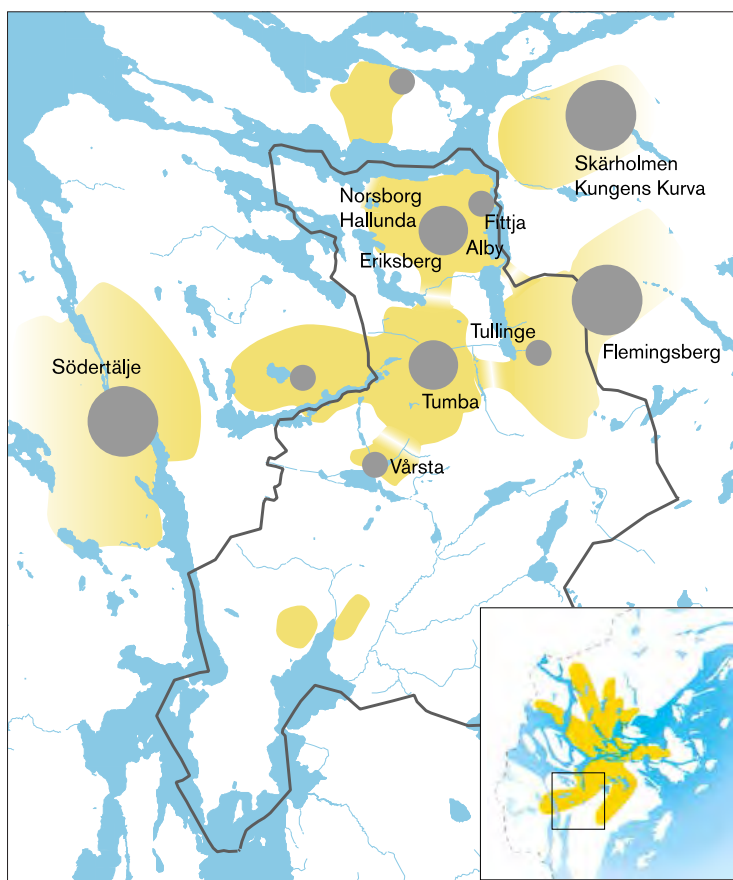 Skärholmen
Kungens Kurva
Norsborg
Hallunda
Fittja
Alby
Eriksberg
Tullinge
Flemingsberg
Södertälje
Tumba
Vårsta